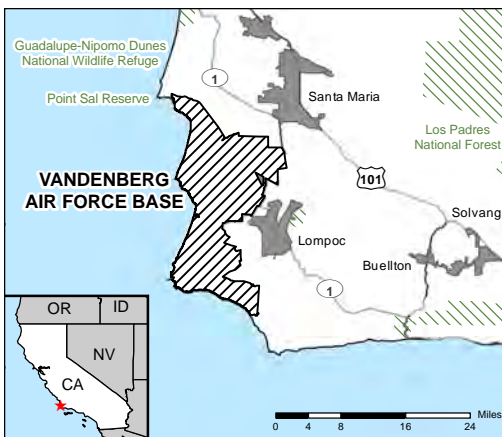 Guadalupe-Nipomo Dunes
National Wildlife Refuge
1
Santa Maria
Point Sal Reserve
Los Padres
National Forest
VANDENBERG
AIR FORCE BASE
101
Solvang
Lompoc
Buellton
1
OR
ID
NV
CA
Miles
0 4 8 16 24